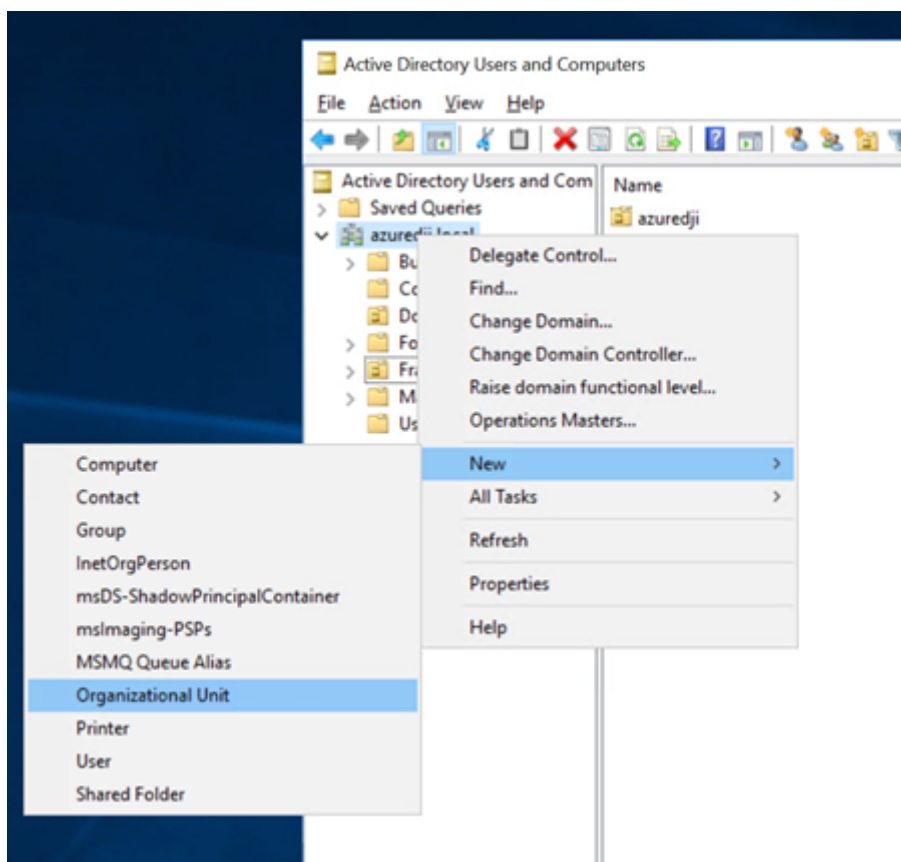 Active Directory Users and Computers
File Action View Help
Active Directory Users and Com
Name
Saved Queries
azuredji
azuredji.local
Delegate Control...
Find...
Change Domain...
Change Domain Controller...
Raise domain functional level...
Operations Masters...
New
All Tasks
Refresh
Properties
Help
Computer
Contact
Group
InetOrgPerson
msDS-ShadowPrincipalContainer
msImaging-PSPs
MSMQ Queue Alias
Organizational Unit
Printer
User
Shared Folder